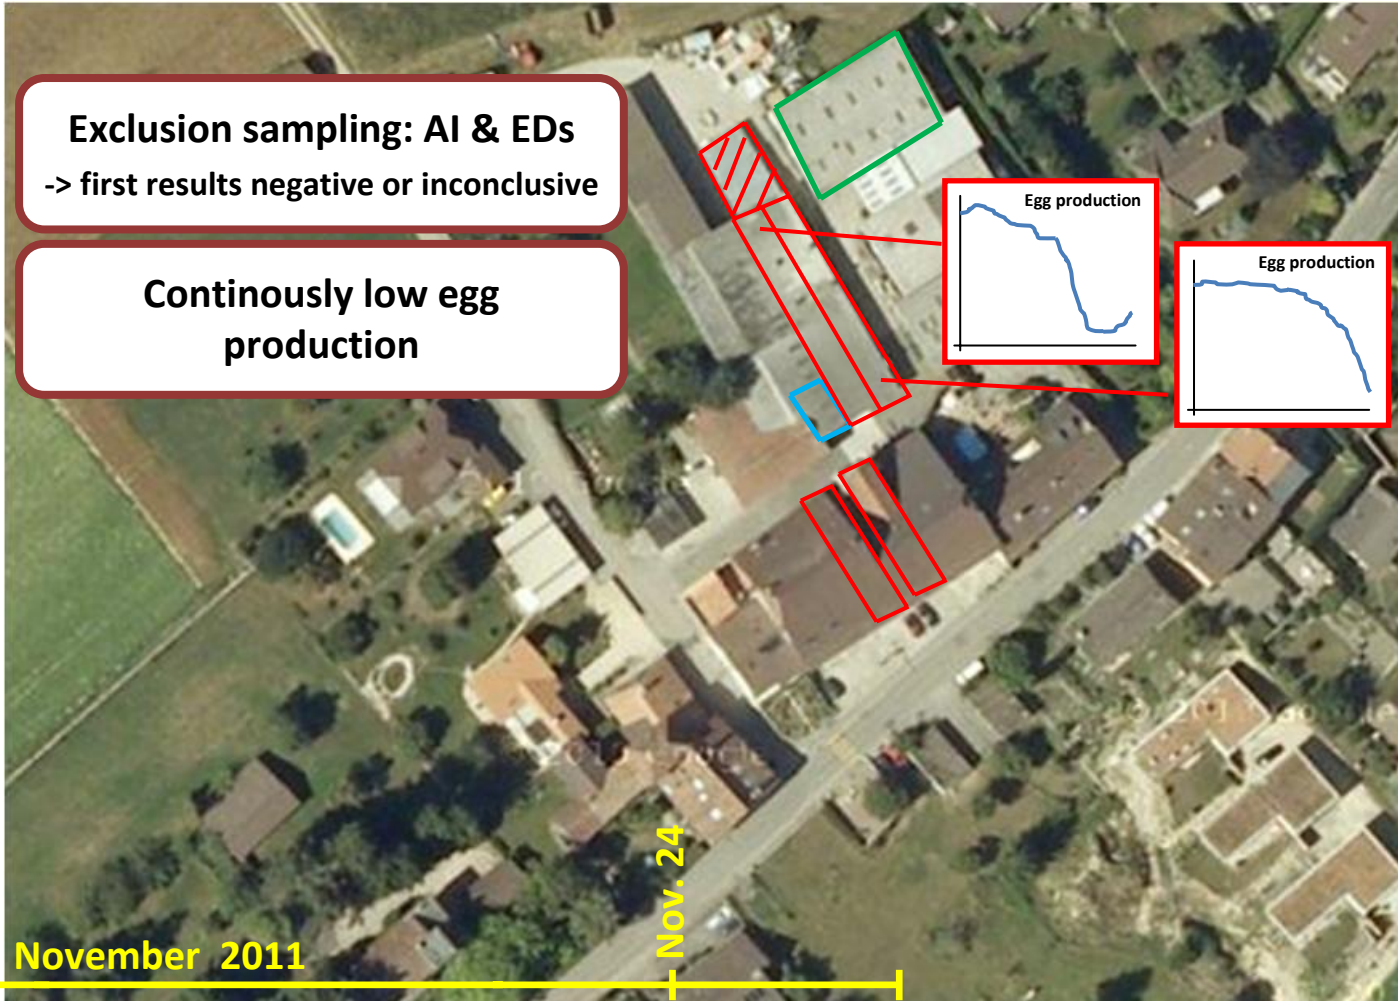 Exclusion sampling: AI & EDs
-> first results negative or inconclusive
Continously low egg
production
Egg production
Egg production
Nov. 24
November 2011